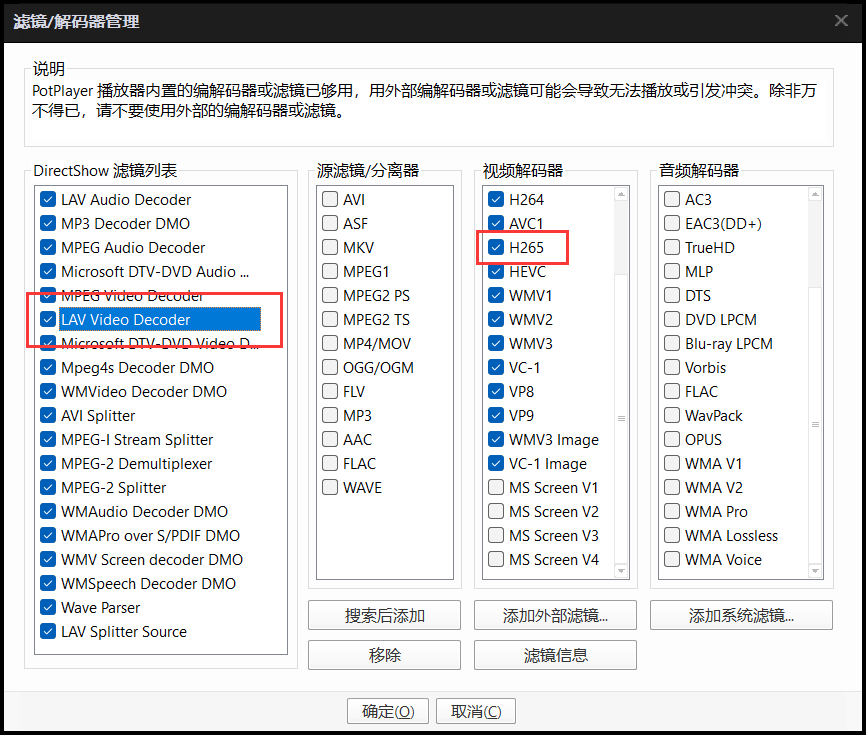 滤镜/解码器管理
说明
PotPlayer 播放器内置的编解码器或滤镜已够用，用外部编解码器或滤镜可能会导致无法播放或引发冲突。除非万
不得已，请不要使用外部的编解码器或滤镜。
DirectShow 滤镜列表
LAV Audio Decoder
MP3 Decoder DMO
MPEG Audio Decoder
Microsoft DTV-DVD Audio ...
MPEG Video Decoder
LAV Video Decoder
Microsoft DTV-DVD Video D...
Mpeg4s Decoder DMO
WMVideo Decoder DMO
AVI Splitter
MPEG-I Stream Splitter
MPEG-2 Demultiplexer
MPEG-2 Splitter
WMAudio Decoder DMO
WMAPro over S/PDIF DMO
WMV Screen decoder DMO
WMSpeech Decoder DMO
Wave Parser
LAV Splitter Source
源滤镜/分离器
AVI
ASF
MKV
MPEG1
MPEG2 PS
MPEG2 TS
MP4/MOV
OGG/OGM
FLV
MP3
AAC
FLAC
WAVE
视频解码器
H264
AVC1
H265
HEVC
WMV1
WMV2
WMV3
VC-1
VP8
VP9
WMV3 Image
VC-1 Image
MS Screen V1
MS Screen V2
MS Screen V3
MS Screen V4
音频解码器
AC3
EAC3(DD+)
TrueHD
MLP
DTS
DVD LPCM
Blu-ray LPCM
Vorbis
FLAC
WavPack
OPUS
WMA V1
WMA V2
WMA Pro
WMA Lossless
WMA Voice
搜索后添加
添加外部滤镜...
添加系统滤镜...
移除
滤镜信息
确定(O)
取消(C)